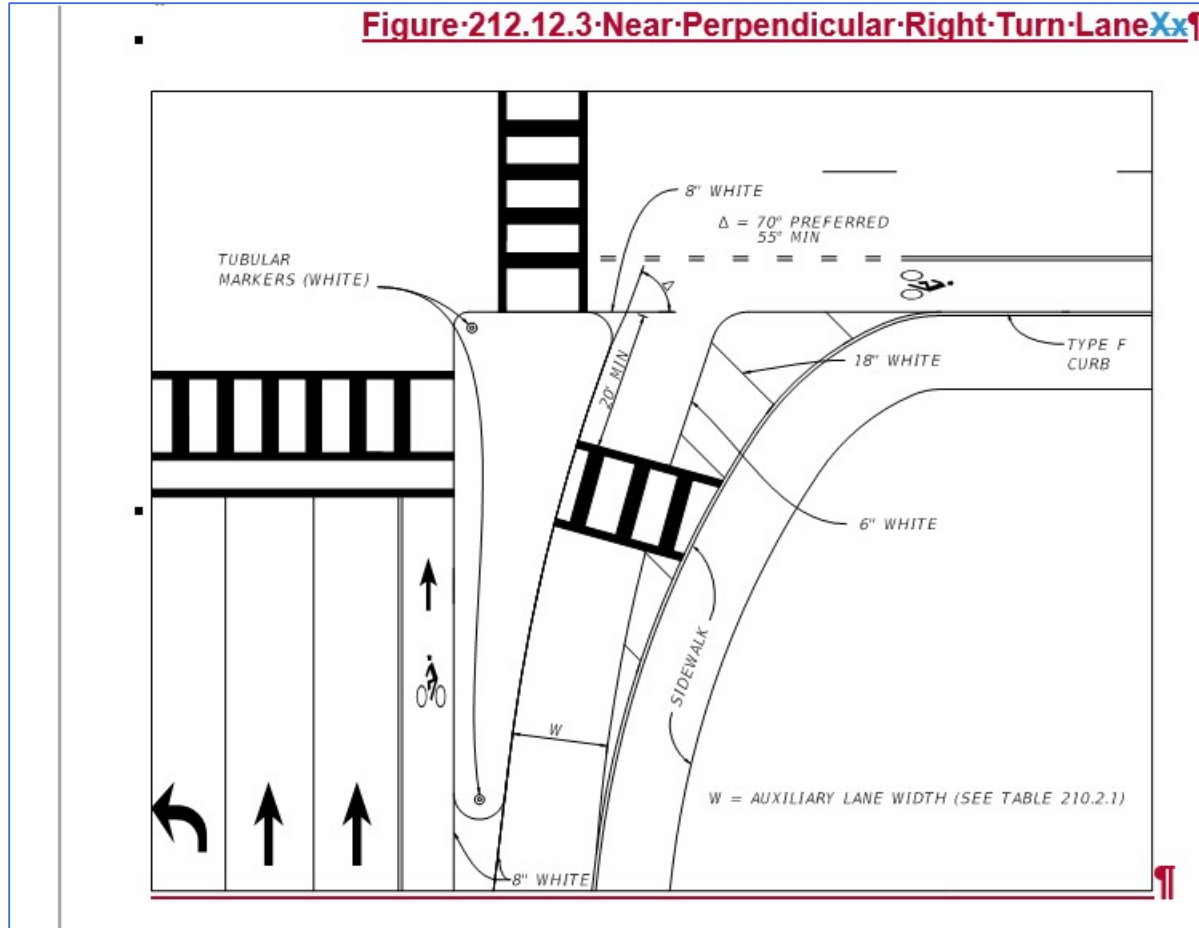 Figure·212.12.3·Near·Perpendicular·Right·Turn·LaneXx¶
8" WHITE
Δ = 70° PREFERRED
55° MIN
TUBULAR
MARKERS (WHITE)
Δ
TYPE F
CURB
20' MIN
18" WHITE
6" WHITE
SIDEWALK
W
W = AUXILIARY LANE WIDTH (SEE TABLE 210.2.1)
8" WHITE
¶